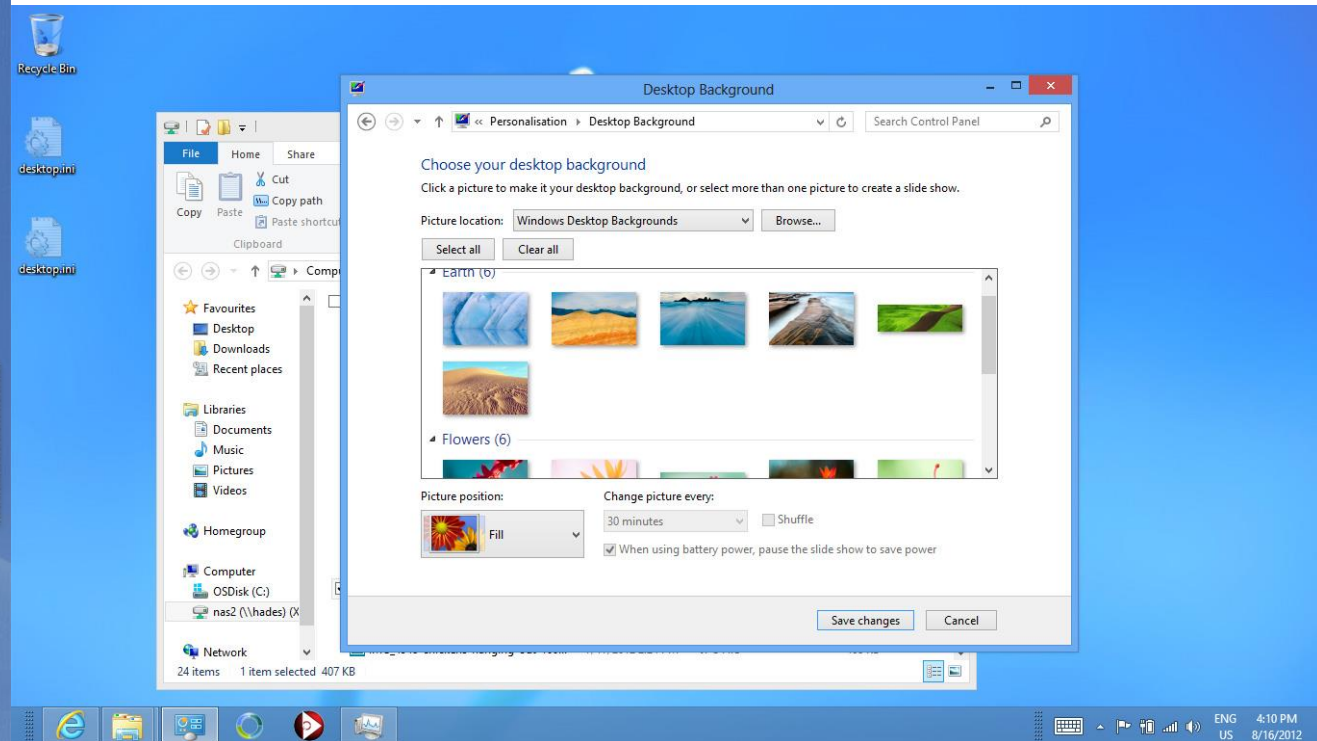 Recycle Bin
desktop.ini
desktop.ini
File Home Share
Copy
Paste
Cut
Copy path
Paste shortcut
Clipboard
Compu
Favourites
Desktop
Downloads
Recent places
Libraries
Documents
Music
Pictures
Videos
Homegroup
Computer
OSDisk (C:)
nas2 (\\hades) (X
Network
24 items 1 item selected 407 KB
Desktop Background
« Personalisation Desktop Background
Search Control Panel
Choose your desktop background
Click a picture to make it your desktop background, or select more than one picture to create a slide show.
Picture location: Windows Desktop Backgrounds Browse...
Select all Clear all
Earth (6)
Flowers (6)
Picture position: Change picture every:
Fill
30 minutes Shuffle
When using battery power, pause the slide show to save power
Save changes Cancel
ENG 4:10 PM
US 8/16/2012